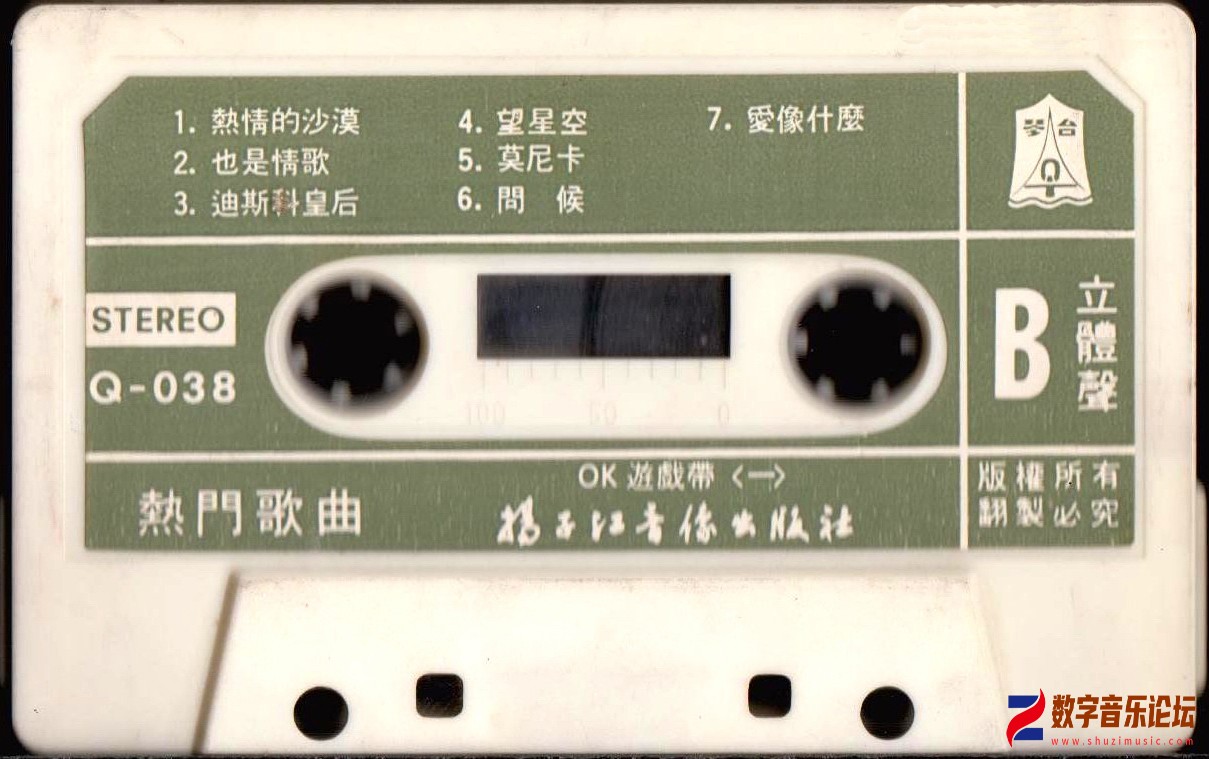 1. 熱情的沙漠
2. 也是情歌
3. 迪斯科皇后
4. 望星空
5. 莫尼卡
6. 問 候
7. 愛像什麼
琴台
Q
STEREO
Q-038
B
立體聲
100 50 0
熱門歌曲
OK 遊戲帶〈一〉
揚子江音像出版社
版權所有
翻製必究
数字音乐论坛
www.shuzimusic.com